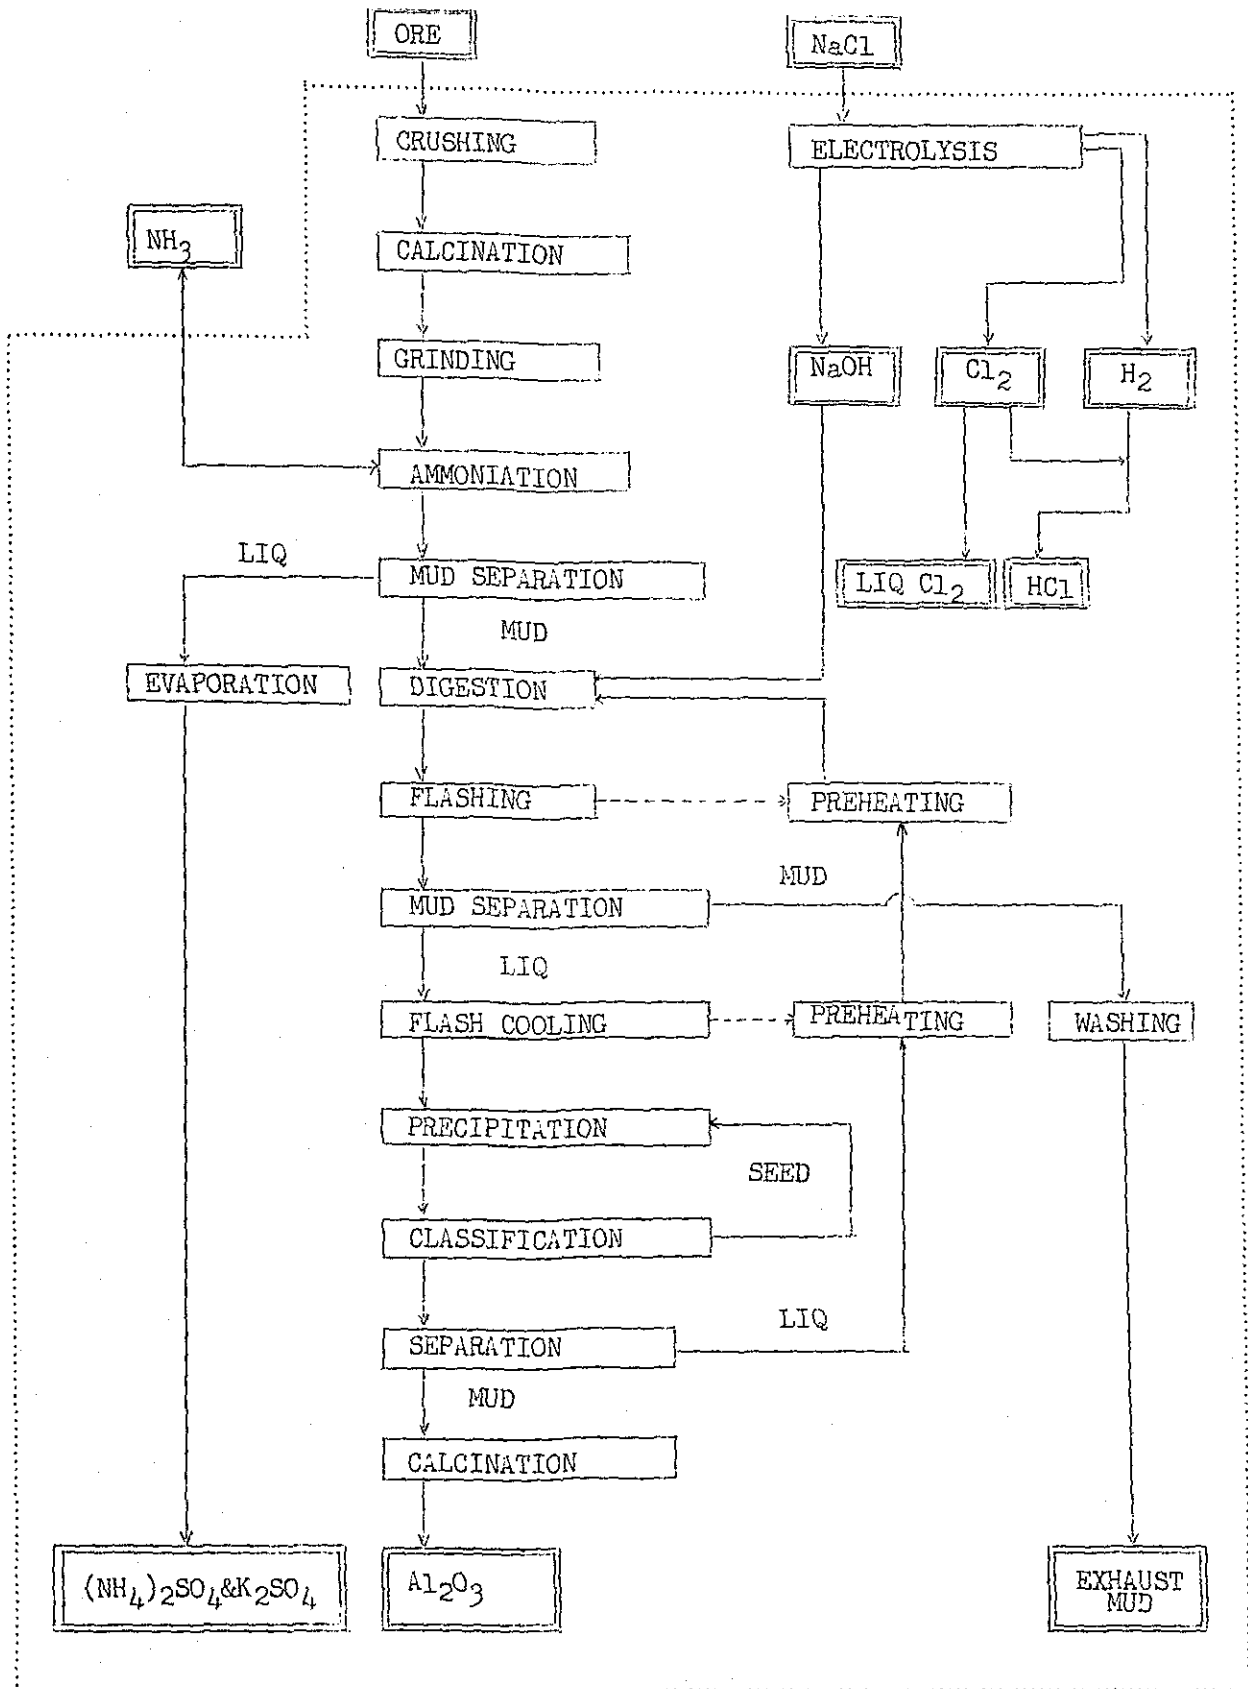 ORE
NaCl
CRUSHING
ELECTROLYSIS
NH₃
CALCINATION
GRINDING
NaOH
Cl₂
H₂
AMMONIATION
LIQ
MUD SEPARATION
LIQ Cl₂
HCl
MUD
EVAPORATION
DIGESTION
FLASHING
PREHEATING
MUD
MUD SEPARATION
LIQ
FLASH COOLING
PREHEATING
WASHING
PRECIPITATION
SEED
CLASSIFICATION
LIQ
SEPARATION
MUD
CALCINATION
(NH₄)₂SO₄&K₂SO₄
Al₂O₃
EXHAUST
MUD